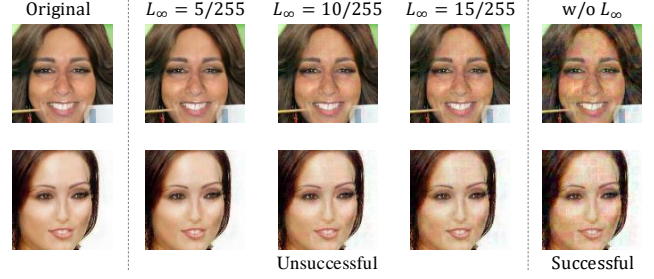 Original L∞ = 5/255 L∞ = 10/255 L∞ = 15/255 w/o L∞
Unsuccessful Successful